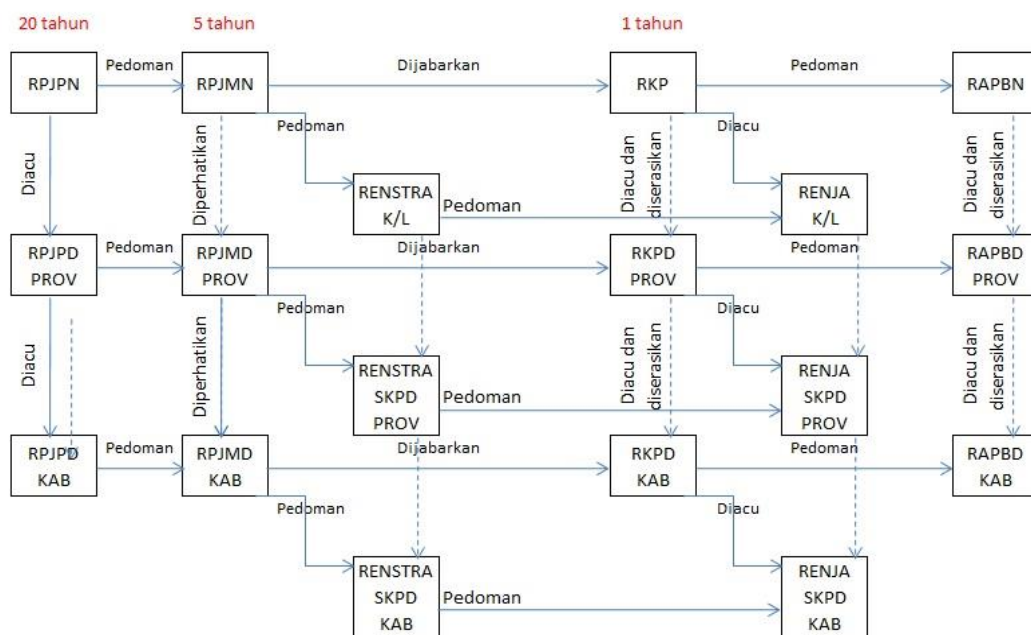 20 tahun
5 tahun
1 tahun
RPJPN
Pedoman
RPJMN
Dijabarkan
RKP
Pedoman
RAPBN
Diacu
Diperhatikan
Pedoman
Diacu dan
diserasikan
Diacu
Diacu dan
diserasikan
RENSTRA
K/L
Pedoman
RENJA
K/L
RPJPD
PROV
Pedoman
RPJMD
PROV
Dijabarkan
RKPD
PROV
Pedoman
RAPBD
PROV
Diacu
Diperhatikan
Pedoman
Diacu dan
diserasikan
Diacu
Diacu dan
diserasikan
RENSTRA
SKPD
PROV
Pedoman
RENJA
SKPD
PROV
RPJPD
KAB
Pedoman
RPJMD
KAB
Dijabarkan
RKPD
KAB
Pedoman
RAPBD
KAB
Pedoman
Diacu
RENSTRA
SKPD
KAB
Pedoman
RENJA
SKPD
KAB